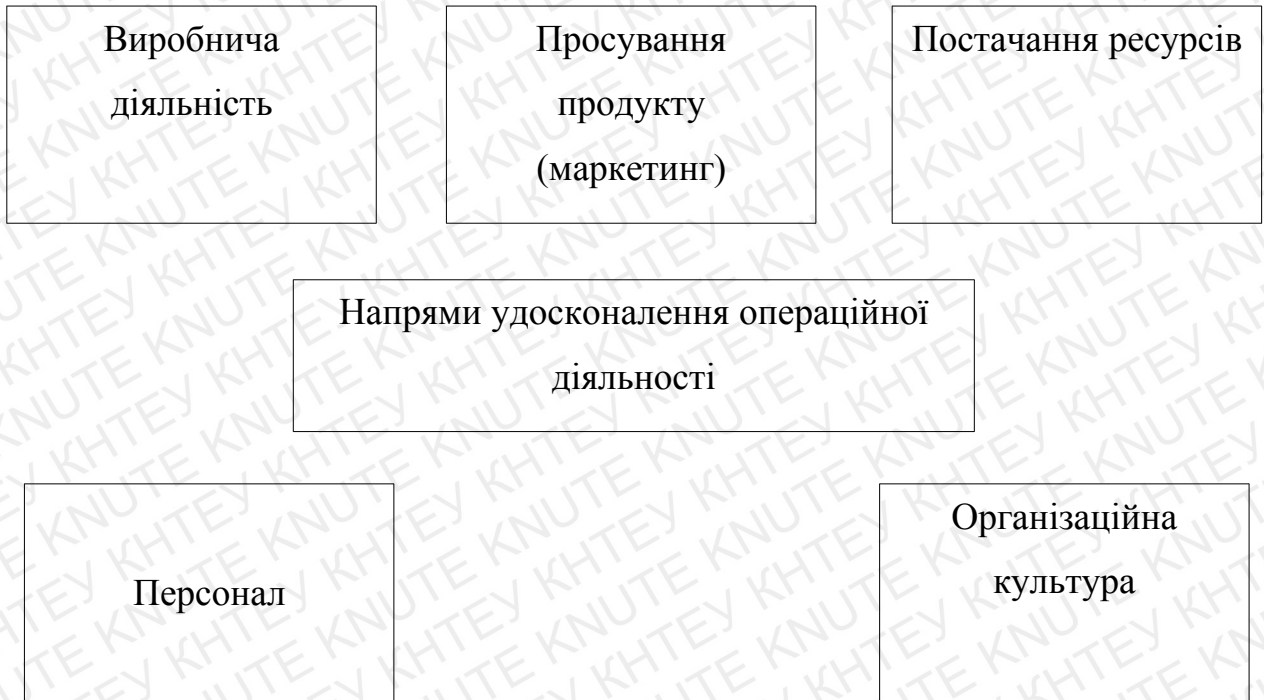 Виробнича
діяльність
Просування
продукту
(маркетинг)
Постачання ресурсів
Напрями удосконалення операційної
діяльності
Персонал
Організаційна
культура